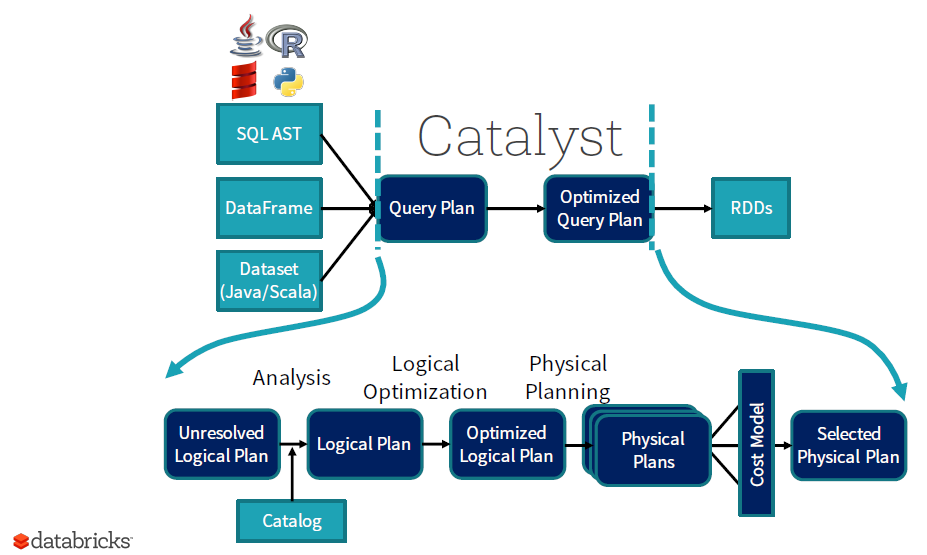 R
SQL AST
Catalyst
DataFrame
Query Plan
Optimized
Query Plan
RDDs
Dataset
(Java/Scala)
Analysis
Logical
Optimization
Physical
Planning
Unresolved
Logical Plan
Logical Plan
Optimized
Logical Plan
Physical
Plans
Cost Model
Selected
Physical Plan
Catalog
databricks